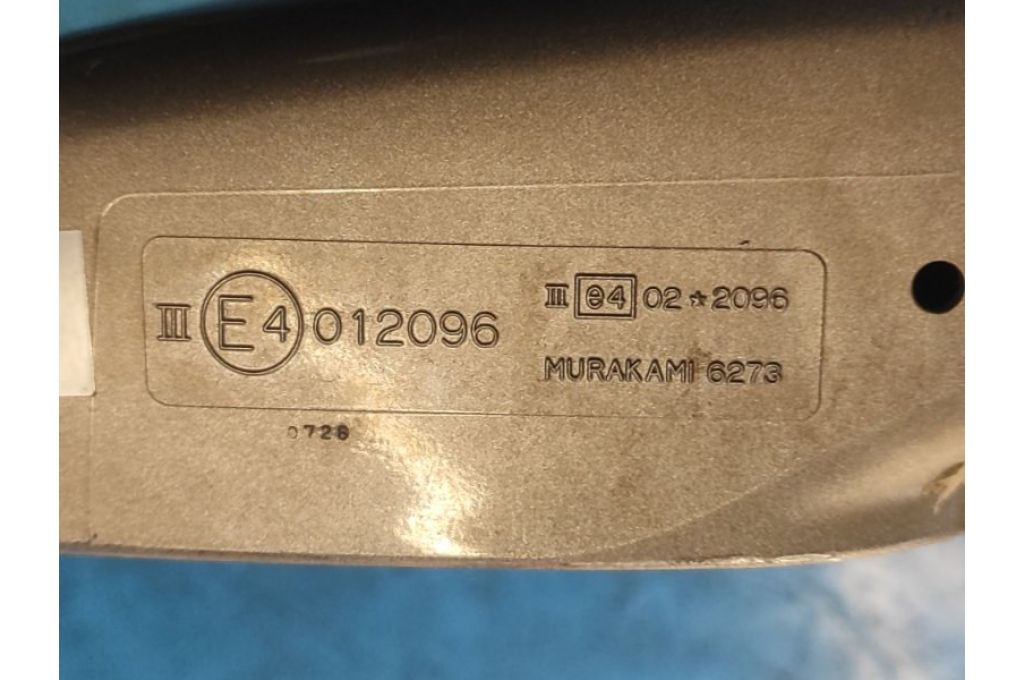 III E4 012096
III e4 02*2096
MURAKAMI 6273
0728